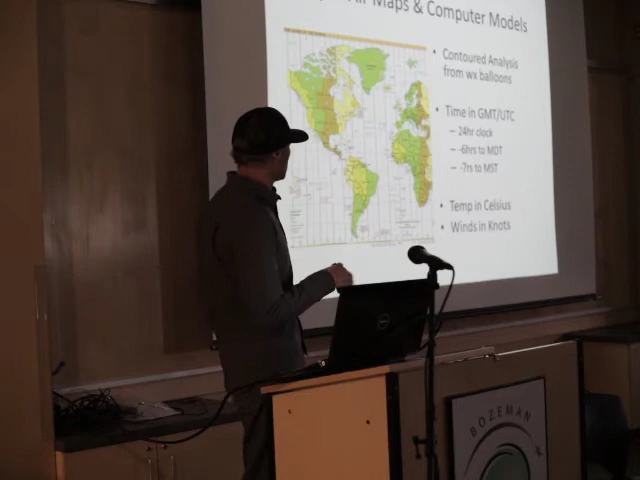 Maps & Computer Models
• Contoured Analysis
from wx balloons
• Time in GMT/UTC
– 24hr clock
– -6hrs to MDT
– -7rs to MST
• Temp in Celsius
• Winds in Knots
BOZEMAN